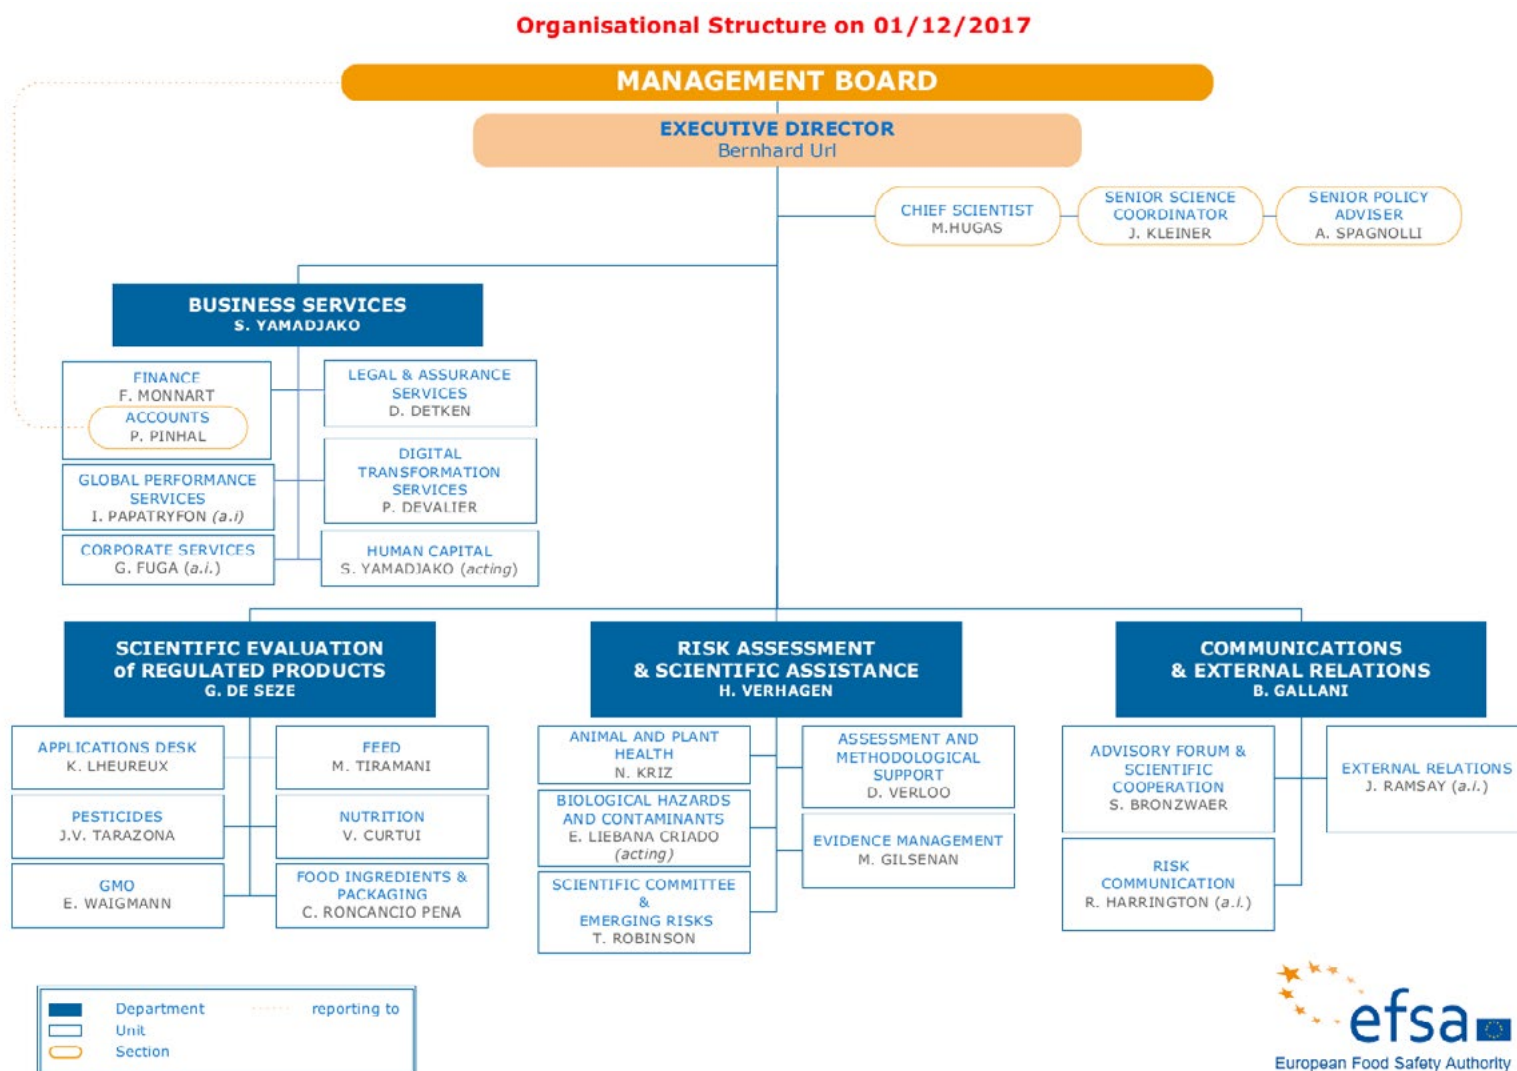 Organisational Structure on 01/12/2017
MANAGEMENT BOARD
EXECUTIVE DIRECTOR
Bernhard Url
CHIEF SCIENTIST
M.HUGAS
SENIOR SCIENCE
COORDINATOR
J. KLEINER
SENIOR POLICY
ADVISER
A. SPAGNOLLI
BUSINESS SERVICES
S. YAMADJAKO
FINANCE
F. MONNART
ACCOUNTS
P. PINHAL
LEGAL & ASSURANCE
SERVICES
D. DETKEN
GLOBAL PERFORMANCE
SERVICES
I. PAPATRYFON (a.i)
DIGITAL
TRANSFORMATION
SERVICES
P. DEVALIER
CORPORATE SERVICES
G. FUGA (a.i.)
HUMAN CAPITAL
S. YAMADJAKO (acting)
SCIENTIFIC EVALUATION
of REGULATED PRODUCTS
G. DE SEZE
APPLICATIONS DESK
K. LHEUREUX
FEED
M. TIRAMANI
PESTICIDES
J.V. TARAZONA
NUTRITION
V. CURTUI
GMO
E. WAIGMANN
FOOD INGREDIENTS &
PACKAGING
C. RONCANCIO PENA
RISK ASSESSMENT
& SCIENTIFIC ASSISTANCE
H. VERHAGEN
ANIMAL AND PLANT
HEALTH
N. KRIZ
ASSESSMENT AND
METHODOLOGICAL
SUPPORT
D. VERLOO
BIOLOGICAL HAZARDS
AND CONTAMINANTS
E. LIEBANA CRIADO
(acting)
EVIDENCE MANAGEMENT
M. GILSENAN
SCIENTIFIC COMMITTEE
&
EMERGING RISKS
T. ROBINSON
COMMUNICATIONS
& EXTERNAL RELATIONS
B. GALLANI
ADVISORY FORUM &
SCIENTIFIC
COOPERATION
S. BRONZWAER
EXTERNAL RELATIONS
J. RAMSAY (a.i.)
RISK
COMMUNICATION
R. HARRINGTON (a.i.)
Department
reporting to
Unit
Section
efsa
European Food Safety Authority